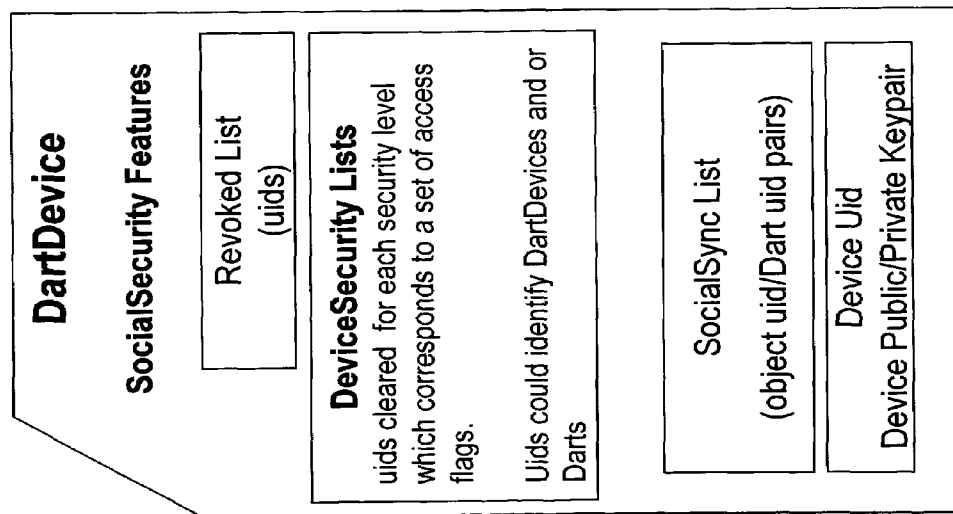 DartDevice
SocialSecurity Features
Revoked List
(uids)
DeviceSecurity Lists
uids cleared for each security level
which corresponds to a set of access
flags.
Uids could identify DartDevices and or
Darts
SocialSync List
(object uid/Dart uid pairs)
Device Uid
Device Public/Private Keypair